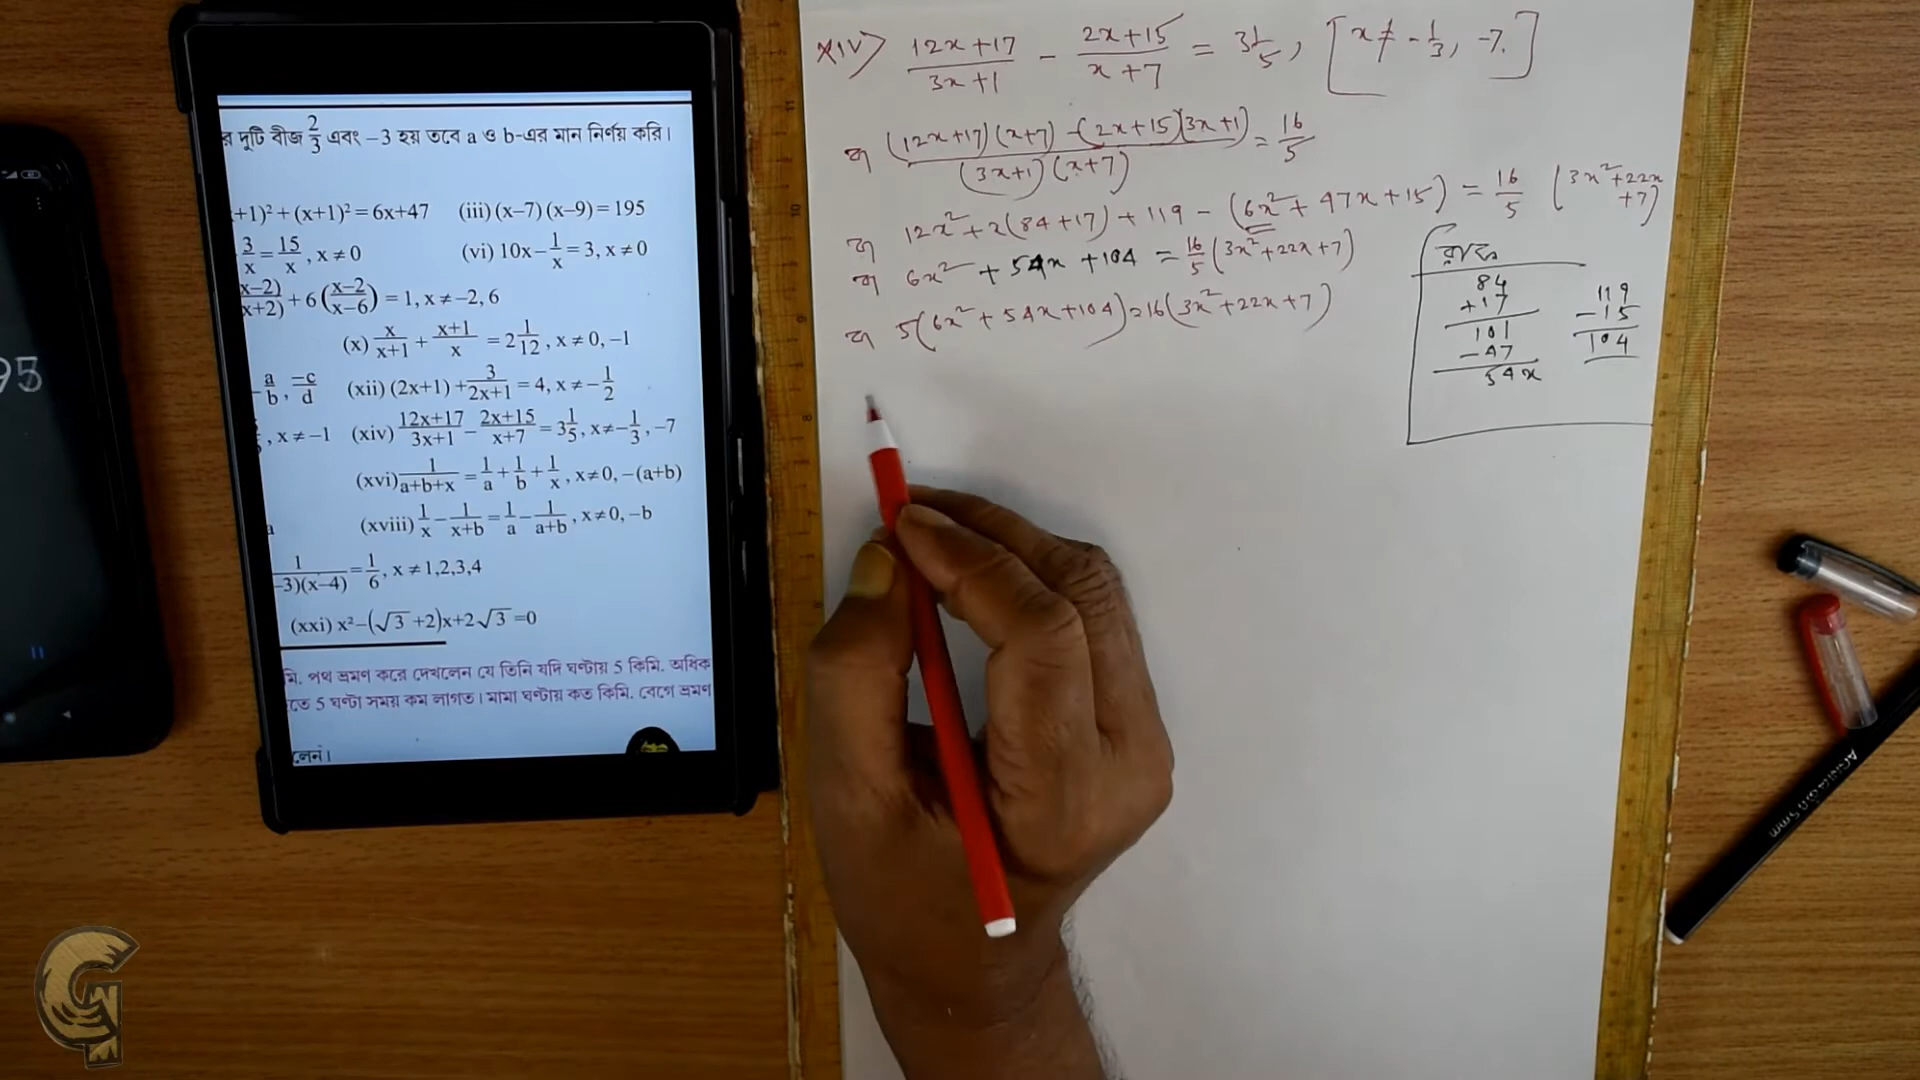 র দুটি বীজ 2/3 এবং –3 হয় তবে a ও b-এর মান নির্ণয় করি।
+1)² + (x+1)² = 6x+47 (iii) (x–7) (x–9) = 195
3/x = 15/x, x ≠ 0 (vi) 10x – 1/x = 3, x ≠ 0
x–2)/x+2) + 6(x–2/x–6) = 1, x ≠ –2, 6
(x) x/x+1 + x+1/x = 2 1/12, x ≠ 0, –1
a/b, –c/d (xii) (2x+1) + 3/2x+1 = 4, x ≠ – 1/2
, x ≠ –1 (xiv) 12x+17/3x+1 – 2x+15/x+7 = 3 1/5, x ≠ – 1/3, –7
(xvi) 1/a+b+x = 1/a + 1/b + 1/x, x ≠ 0, –(a+b)
a (xviii) 1/x – 1/x+b = 1/a – 1/a+b, x ≠ 0, –b
1/–3)(x–4) = 1/6, x ≠ 1,2,3,4
(xxi) x² – (√3 +2)x+2√3 =0
মি. পথ ভ্রমণ করে দেখলেন যে তিনি যদি ঘণ্টায় 5 কিমি. অধিক
তে 5 ঘণ্টা সময় কম লাগত। মামা ঘণ্টায় কত কিমি. বেগে ভ্রমণ
লেন।
95
XIV> 12x+17/3x+1 – 2x+15/x+7 = 3 1/5, [x ≠ – 1/3, –7.]
বা (12x+17)(x+7) –(2x+15)(3x+1)/(3x+1)(x+7) = 16/5
বা 12x² + x(84+17) + 119 – (6x² + 47x + 15) = 16/5 (3x²+22x +7)
বা 6x² + 54x + 104 = 16/5 (3x²+22x+7)
বা 5(6x² + 54x + 104) = 16(3x² + 22x + 7)
রাফ
84
+17
101
–47
54x
119
–15
104